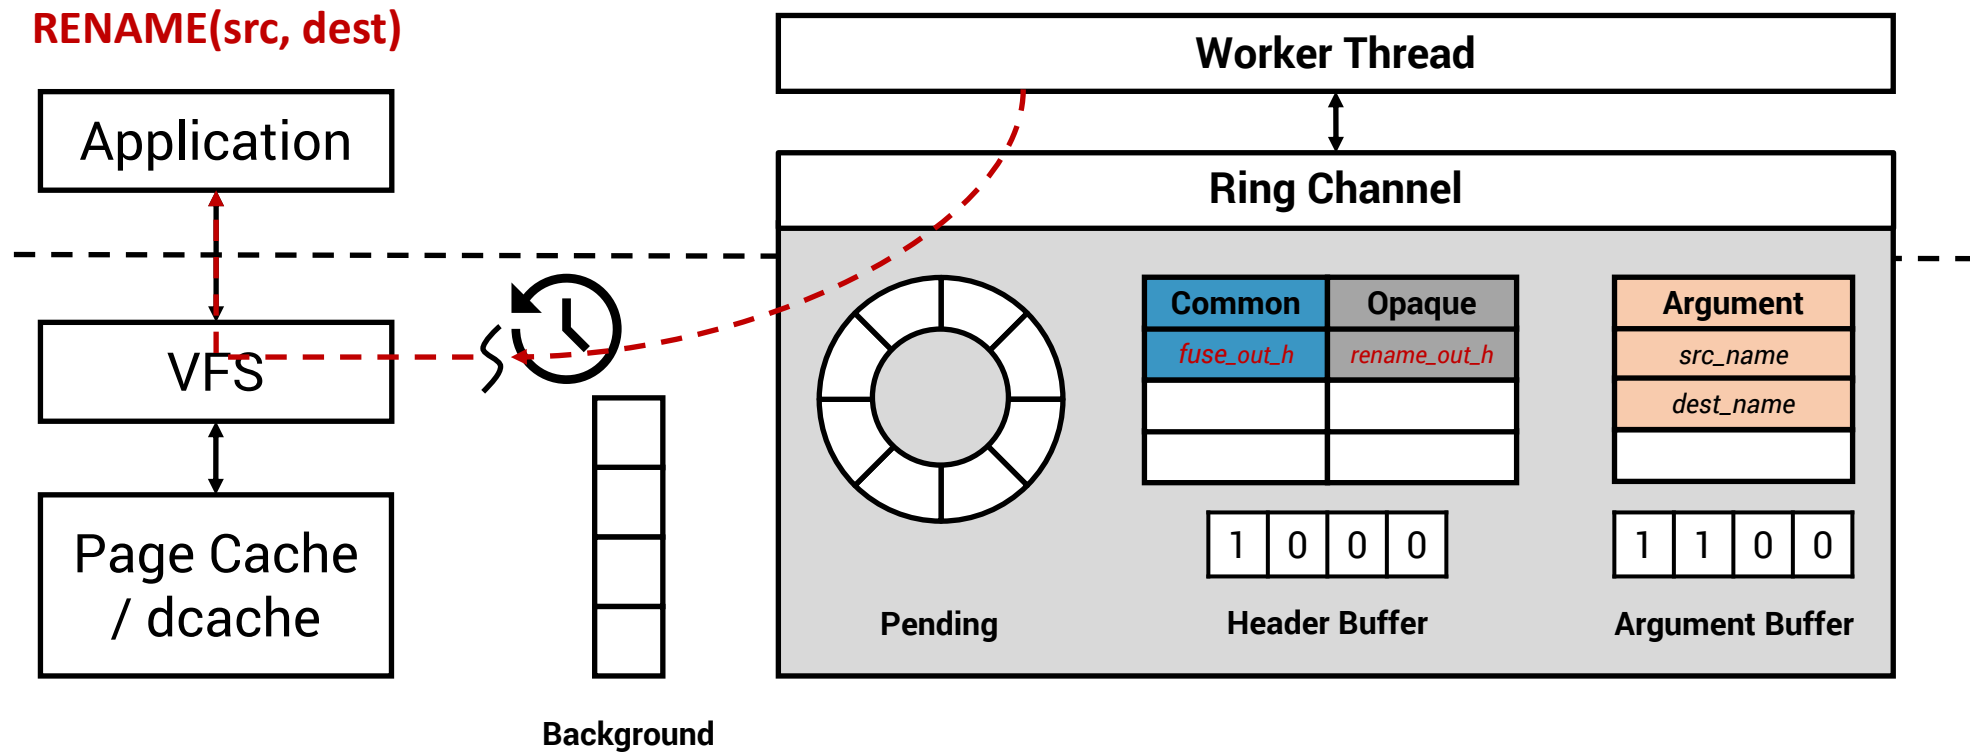 RENAME(src, dest)
Application
VFS
Page Cache
/ dcache
Background
Worker Thread
Ring Channel
Pending
Common
Opaque
fuse_out_h
rename_out_h
1 0 0 0
Header Buffer
Argument
src_name
dest_name
1 1 0 0
Argument Buffer